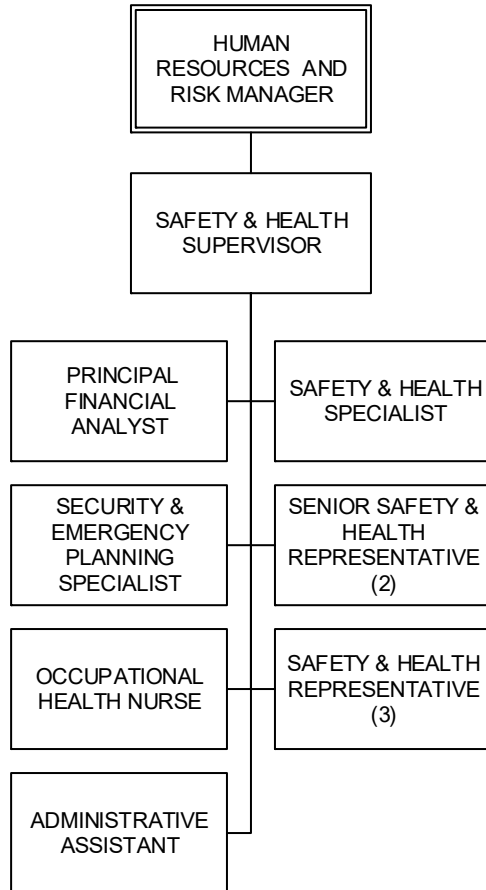 HUMAN
RESOURCES AND
RISK MANAGER
SAFETY & HEALTH
SUPERVISOR
PRINCIPAL
FINANCIAL
ANALYST
SAFETY & HEALTH
SPECIALIST
SECURITY &
EMERGENCY
PLANNING
SPECIALIST
SENIOR SAFETY &
HEALTH
REPRESENTATIVE
(2)
OCCUPATIONAL
HEALTH NURSE
SAFETY & HEALTH
REPRESENTATIVE
(3)
ADMINISTRATIVE
ASSISTANT